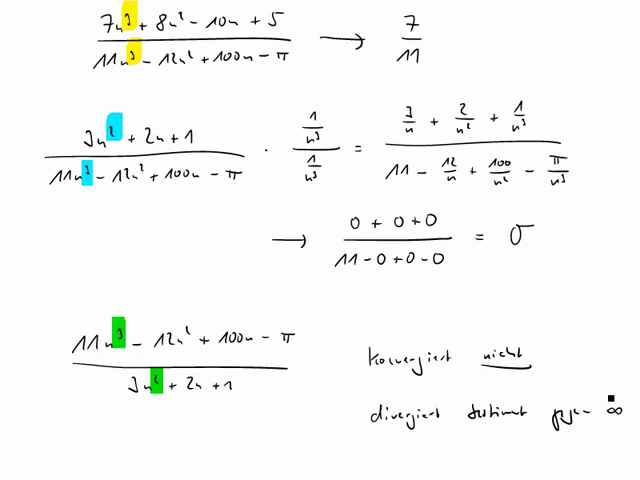 7n³ + 8n² - 10n + 5 / 11n³ - 12n² + 100n - π → 7/11
3n² + 2n + 1 / 11n³ - 12n² + 100n - π · 1/n³ / 1/n³ = 3/n + 2/n² + 1/n³ / 11 - 12/n + 100/n² - π/n³
→ 0 + 0 + 0 / 11 - 0 + 0 - 0 = 0
11n³ - 12n² + 100n - π / 3n² + 2n + 1
konvergiert nicht
divergiert bestimmt gegen ∞